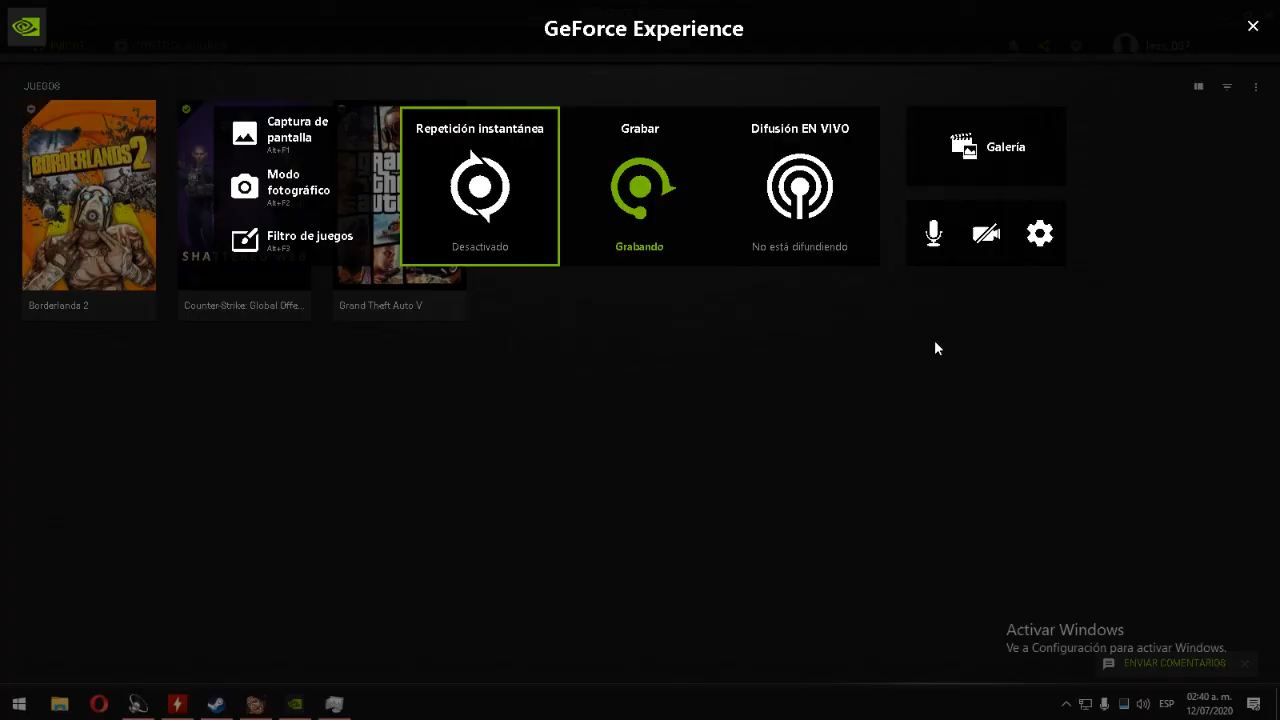 GeForce Experience
JUEGOS
Captura de
pantalla
Alt+F1
Modo
fotográfico
Alt+F2
Filtro de juegos
Alt+F3
Repetición instantánea
Desactivado
Grabar
Grabando
Difusión EN VIVO
No está difundiendo
Galería
BORDERLANDS 2
Borderlands 2
Counter-Strike: Global Offe...
Grand Theft Auto V
Activar Windows
Ve a Configuración para activar Windows.
ENVIAR COMENTARIOS
ESP
02:40 a. m.
12/07/2020